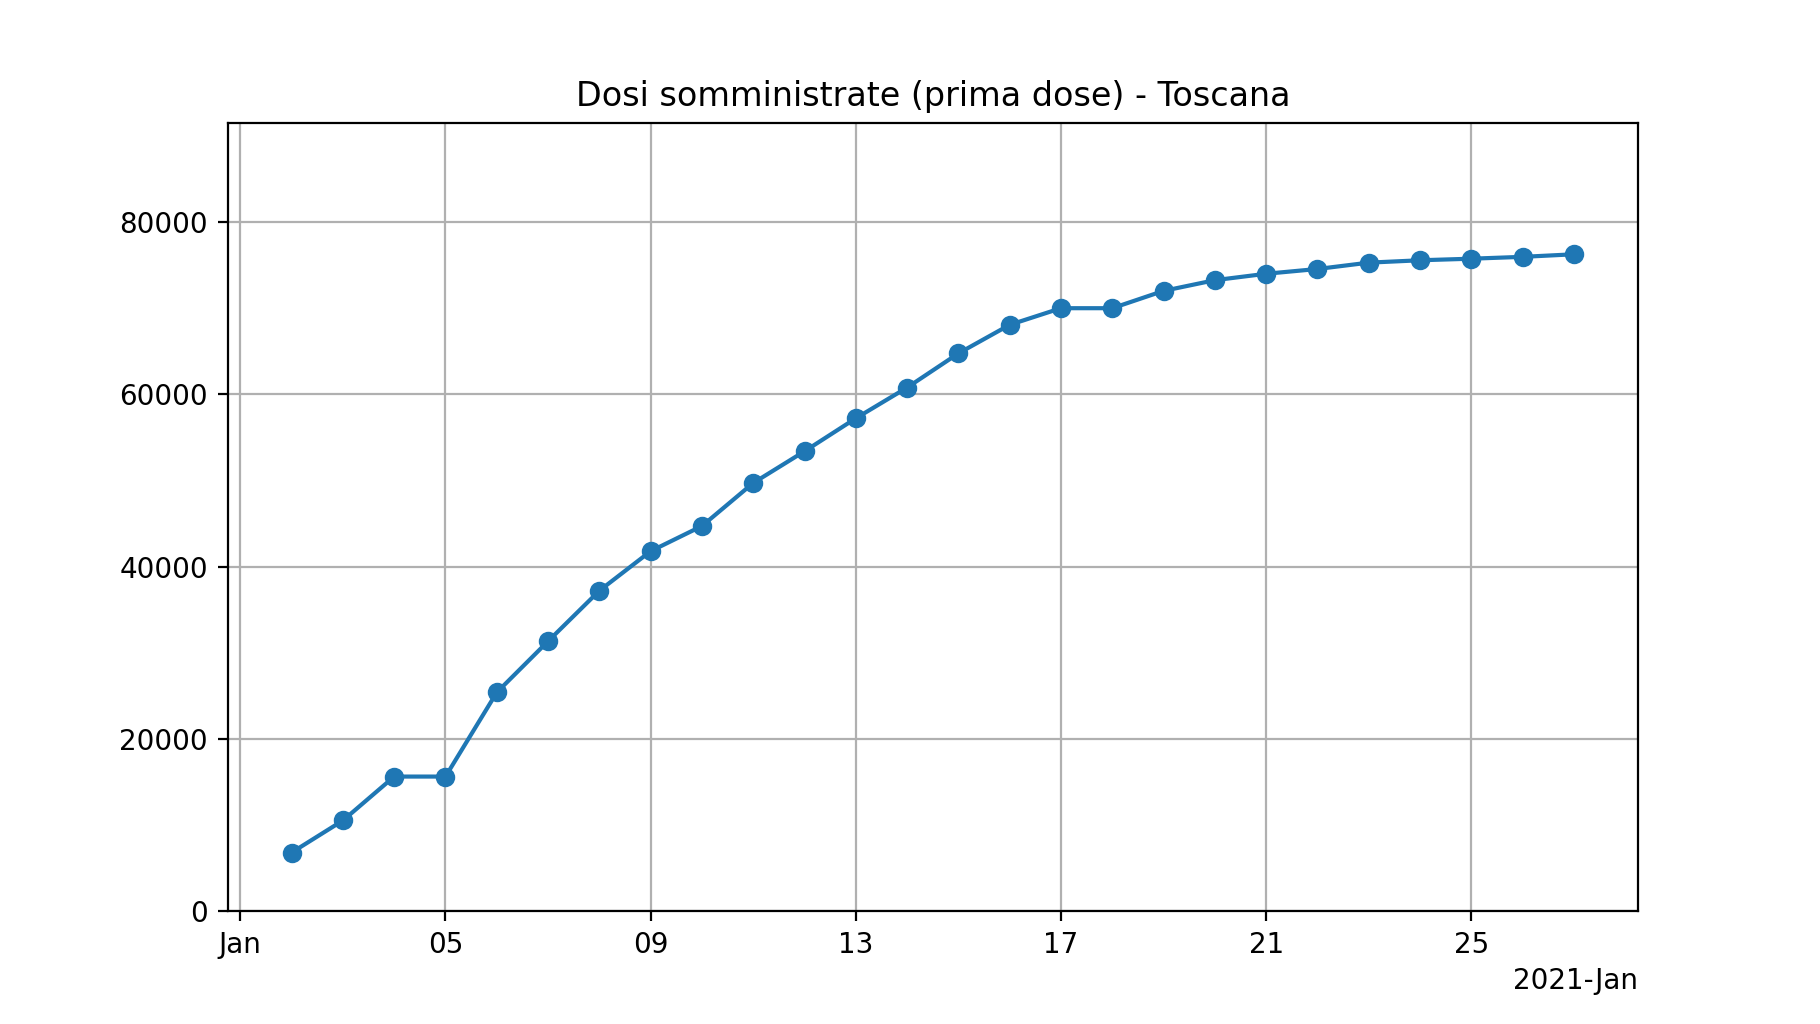 Dosi somministrate (prima dose) - Toscana
80000
60000
40000
20000
0
Jan 05 09 13 17 21 25
2021-Jan